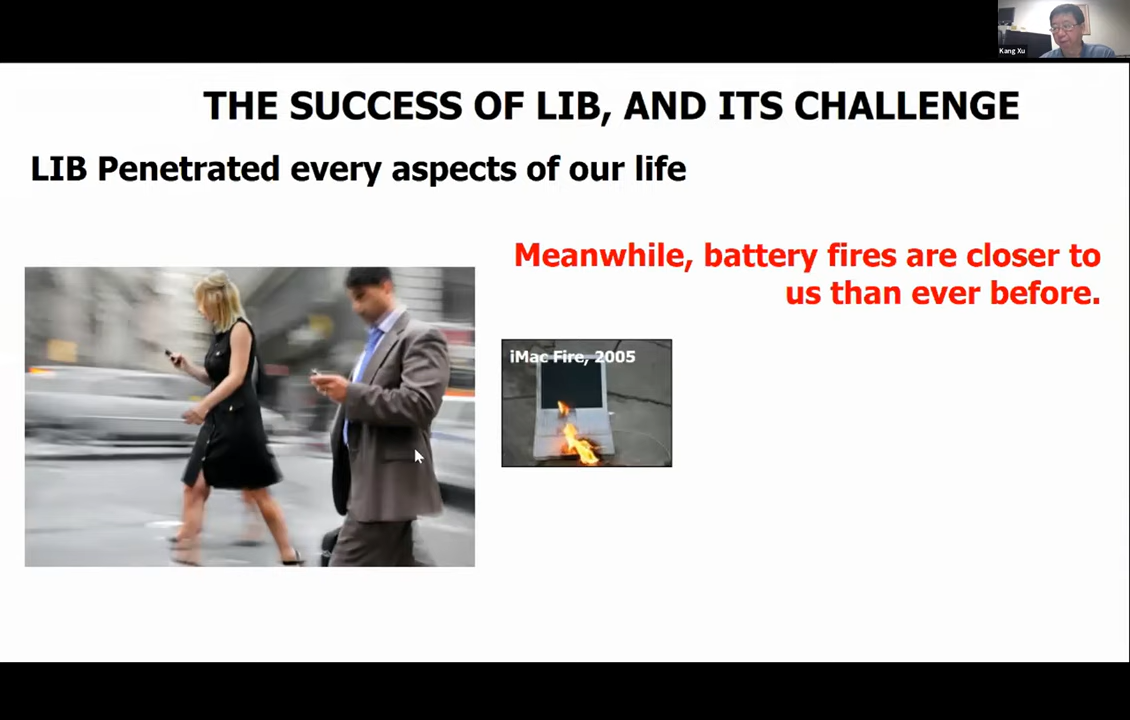 Kang Xu
THE SUCCESS OF LIB, AND ITS CHALLENGE
LIB Penetrated every aspects of our life
Meanwhile, battery fires are closer to
us than ever before.
iMac Fire, 2005